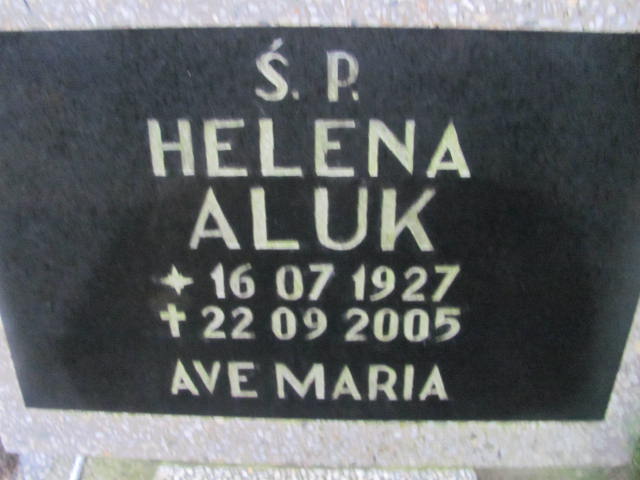 Ś. P.
HELENA
ALUK
✦ 16 07 1927
✝ 22 09 2005
AVE MARIA